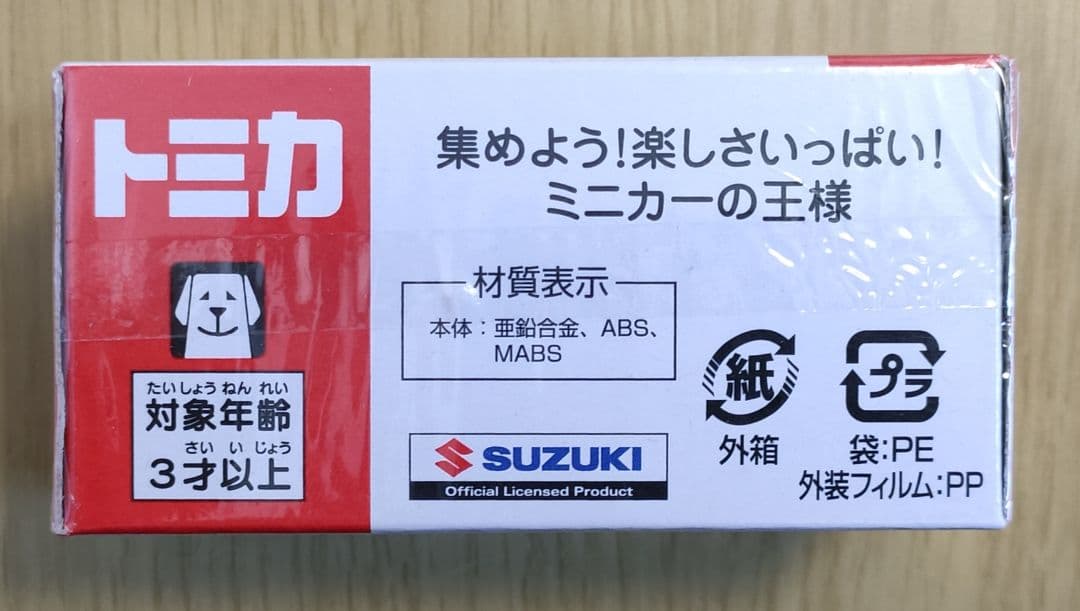 トミカ
集めよう!楽しさいっぱい!
ミニカーの王様
材質表示
本体:亜鉛合金、ABS、
MABS
たいしょうねんれい
対象年齢
さいいじょう
3才以上
SUZUKI
Official Licensed Product
紙
外箱
プラ
袋:PE
外装フィルム:PP